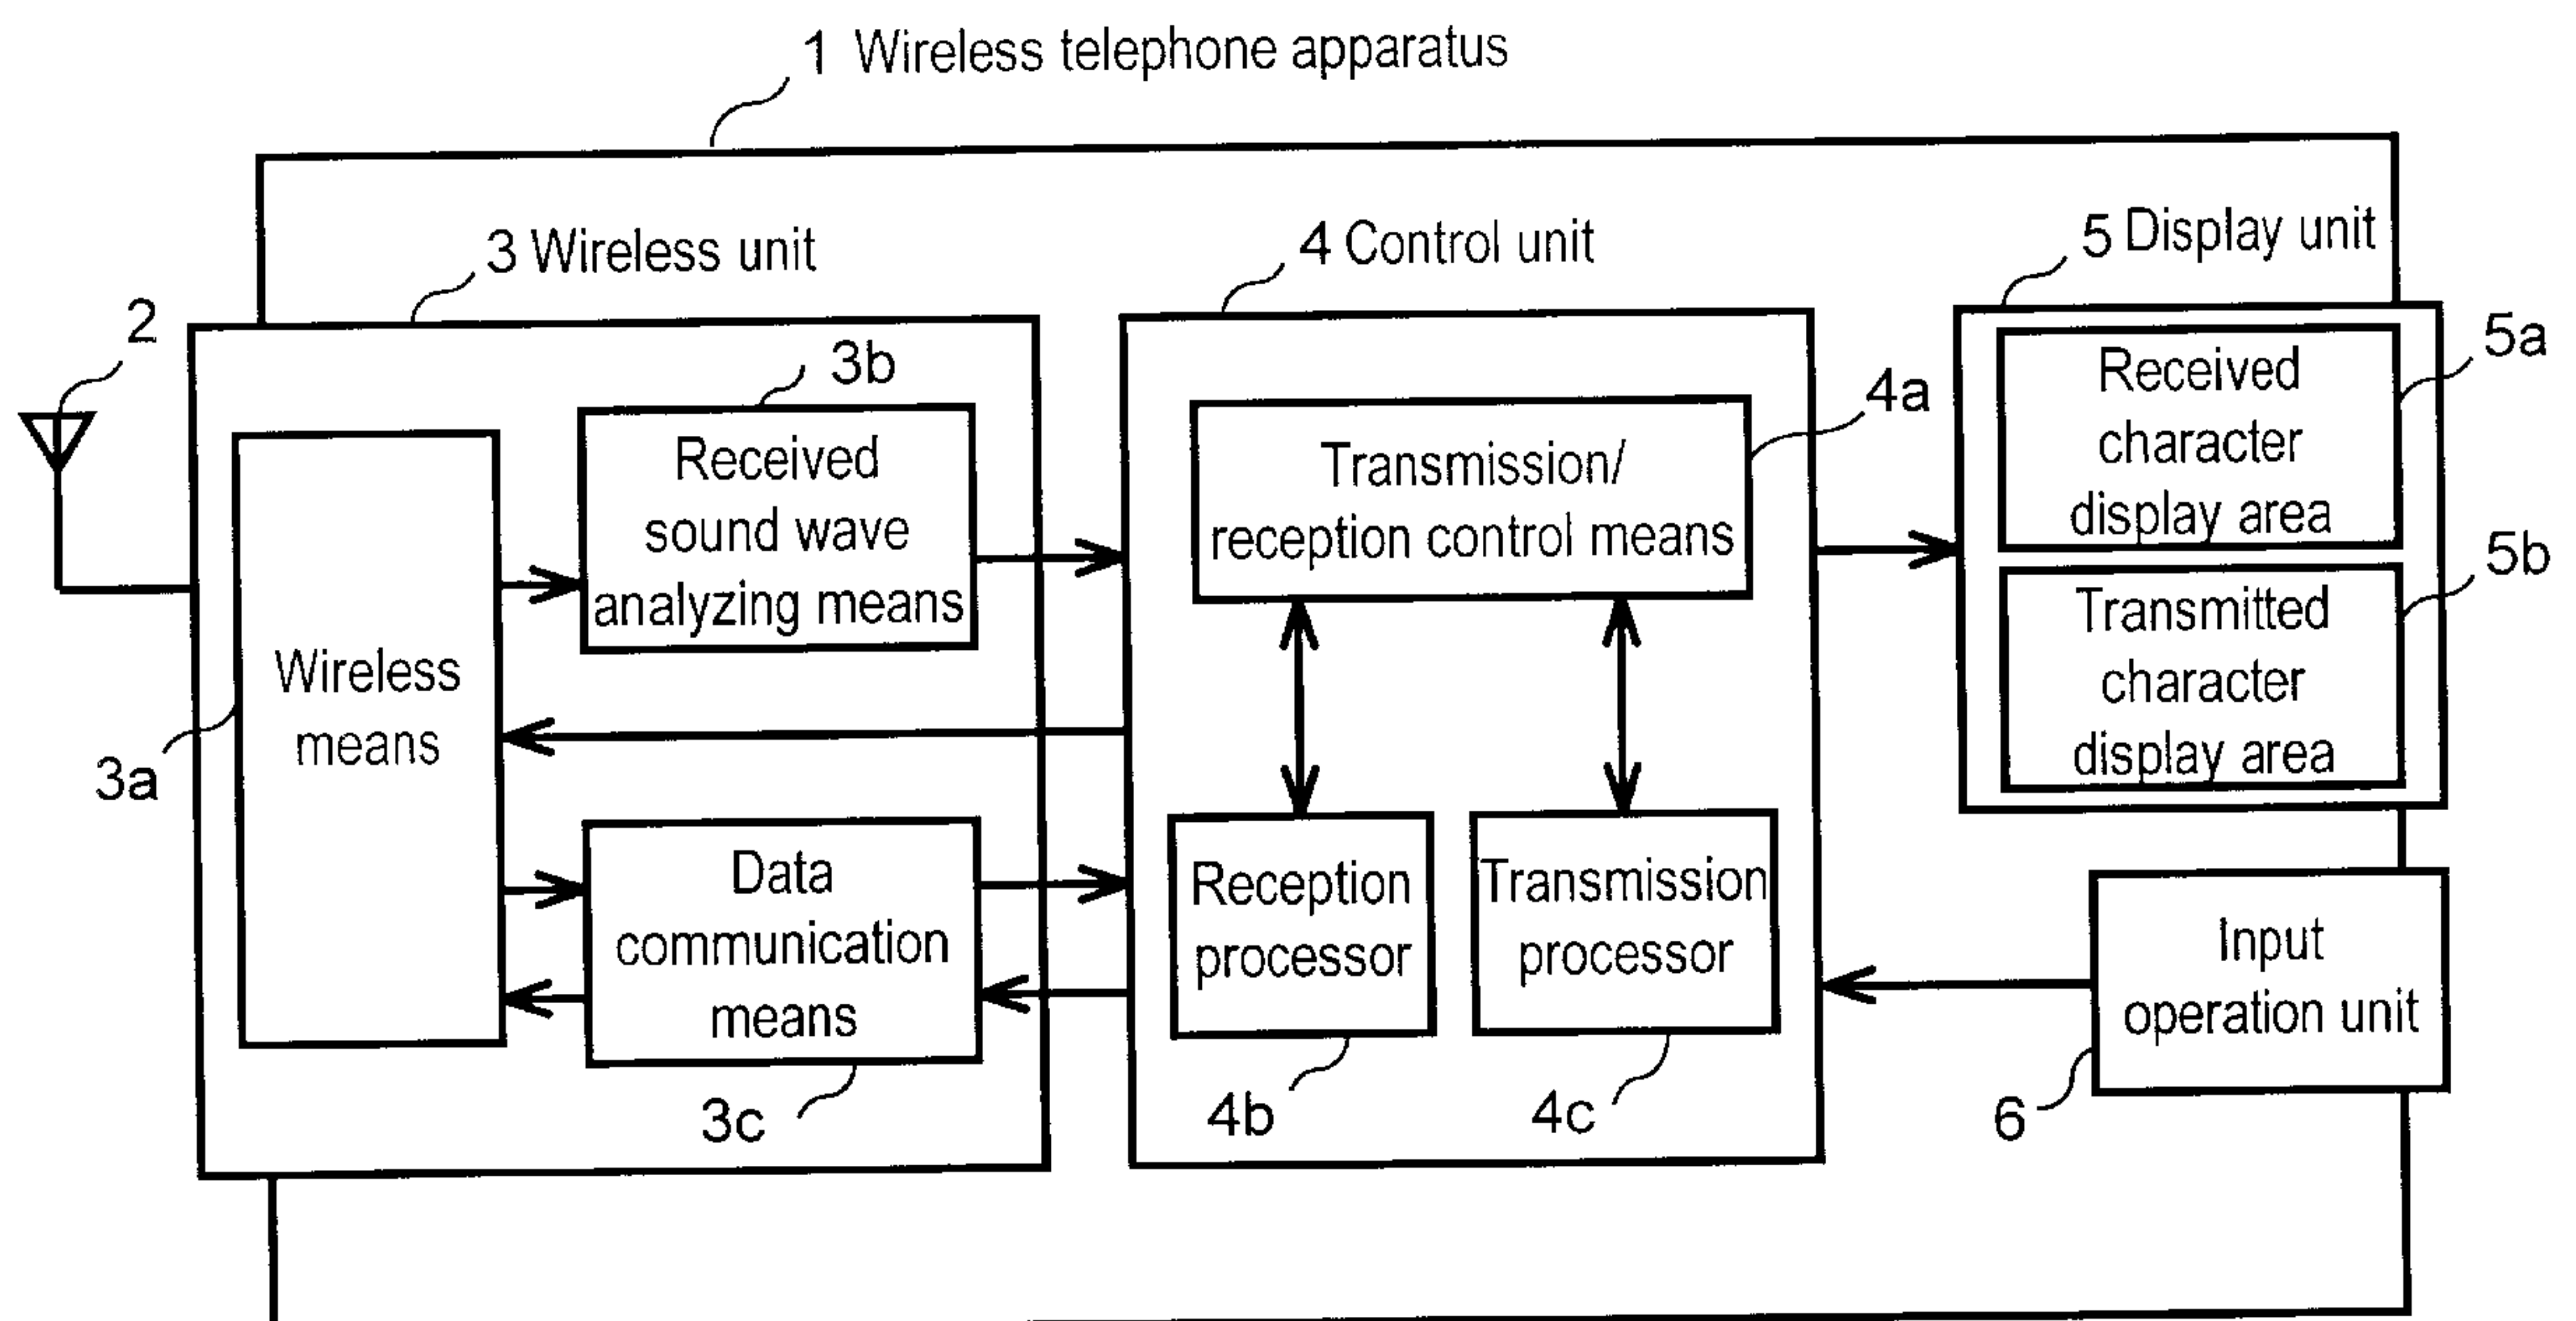 1 Wireless telephone apparatus
3 Wireless unit
4 Control unit
5 Display unit
2
3b
4a
5a
Received
sound wave
analyzing means
Transmission/
reception control means
Received
character
display area
5b
Transmitted
character
display area
Wireless
means
3a
Data
communication
means
3c
Reception
processor
4b
Transmission
processor
4c
Input
operation unit
6